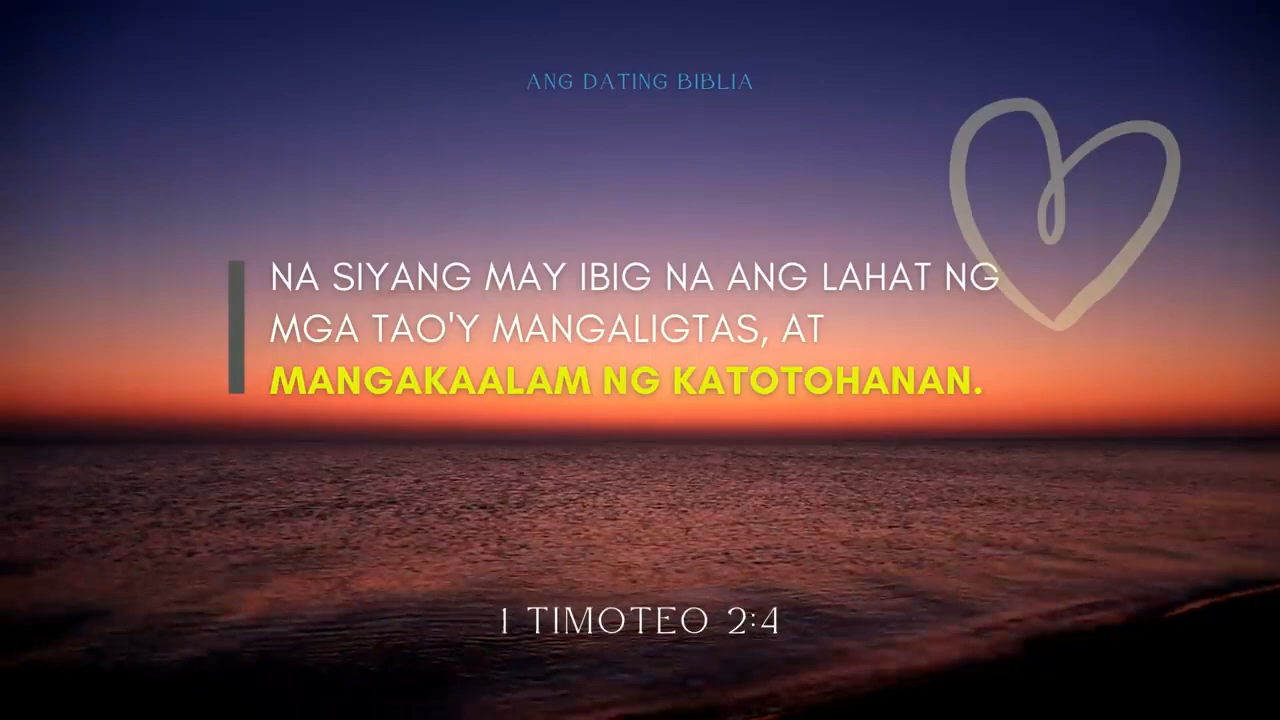 ANG DATING BIBLIA
NA SIYANG MAY IBIG NA ANG LAHAT NG
MGA TAO'Y MANGALIGTAS, AT
MANGAKAALAM NG KATOTOHANAN.
1 TIMOTEO 2:4